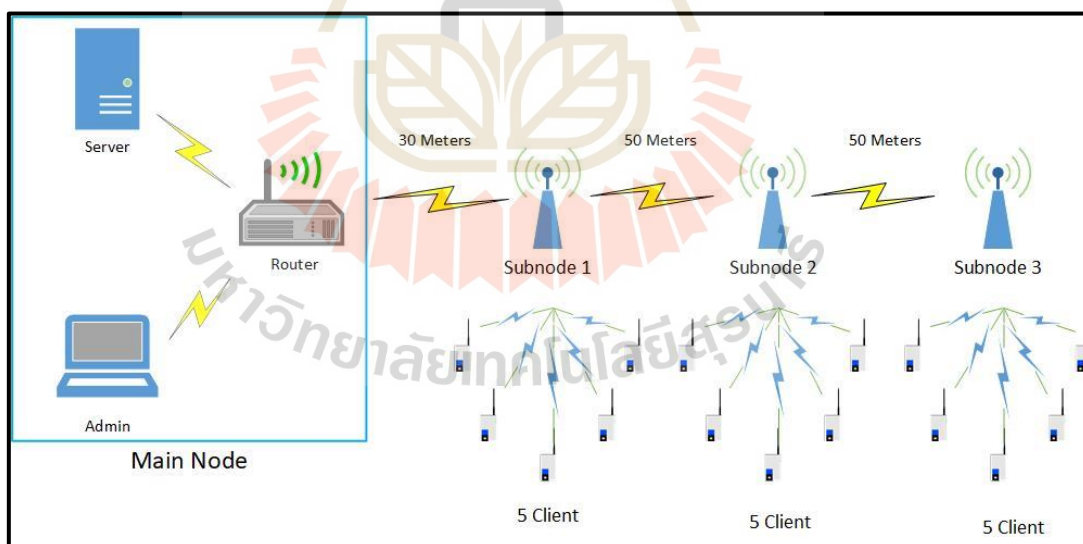 Server
30 Meters
50 Meters
50 Meters
Router
Subnode 1
Subnode 2
Subnode 3
Admin
Main Node
5 Client
5 Client
5 Client
มหาวิทยาลัยเทคโนโลยีสุรนารี